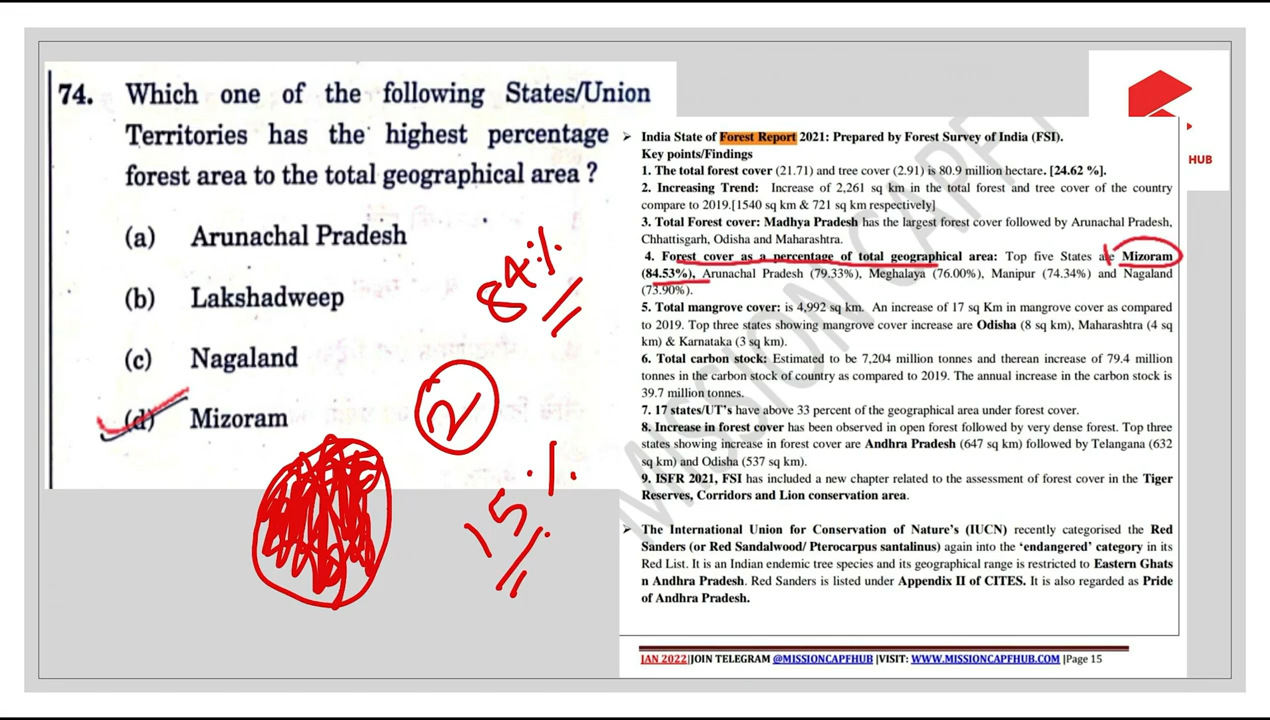 74. Which one of the following States/Union
Territories has the highest percentage
forest area to the total geographical area ?
(a) Arunachal Pradesh
(b) Lakshadweep
(c) Nagaland
(d) Mizoram
84%
2
15%
HUB
➢ India State of Forest Report 2021: Prepared by Forest Survey of India (FSI).
Key points/Findings
1. The total forest cover (21.71) and tree cover (2.91) is 80.9 million hectare. [24.62 %].
2. Increasing Trend: Increase of 2,261 sq km in the total forest and tree cover of the country
compare to 2019.[1540 sq km & 721 sq km respectively]
3. Total Forest cover: Madhya Pradesh has the largest forest cover followed by Arunachal Pradesh,
Chhattisgarh, Odisha and Maharashtra.
4. Forest cover as a percentage of total geographical area: Top five States are Mizoram
(84.53%), Arunachal Pradesh (79.33%), Meghalaya (76.00%), Manipur (74.34%) and Nagaland
(73.90%).
5. Total mangrove cover: is 4,992 sq km. An increase of 17 sq Km in mangrove cover as compared
to 2019. Top three states showing mangrove cover increase are Odisha (8 sq km), Maharashtra (4 sq
km) & Karnataka (3 sq km).
6. Total carbon stock: Estimated to be 7,204 million tonnes and therean increase of 79.4 million
tonnes in the carbon stock of country as compared to 2019. The annual increase in the carbon stock is
39.7 million tonnes.
7. 17 states/UT's have above 33 percent of the geographical area under forest cover.
8. Increase in forest cover has been observed in open forest followed by very dense forest. Top three
states showing increase in forest cover are Andhra Pradesh (647 sq km) followed by Telangana (632
sq km) and Odisha (537 sq km).
9. ISFR 2021, FSI has included a new chapter related to the assessment of forest cover in the Tiger
Reserves, Corridors and Lion conservation area.
➢ The International Union for Conservation of Nature's (IUCN) recently categorised the Red
Sanders (or Red Sandalwood/ Pterocarpus santalinus) again into the 'endangered' category in its
Red List. It is an Indian endemic tree species and its geographical range is restricted to Eastern Ghats
n Andhra Pradesh. Red Sanders is listed under Appendix II of CITES. It is also regarded as Pride
of Andhra Pradesh.
MISSION CAPF
JAN 2022|JOIN TELEGRAM @MISSIONCAPFHUB |VISIT: WWW.MISSIONCAPFHUB.COM |Page 15